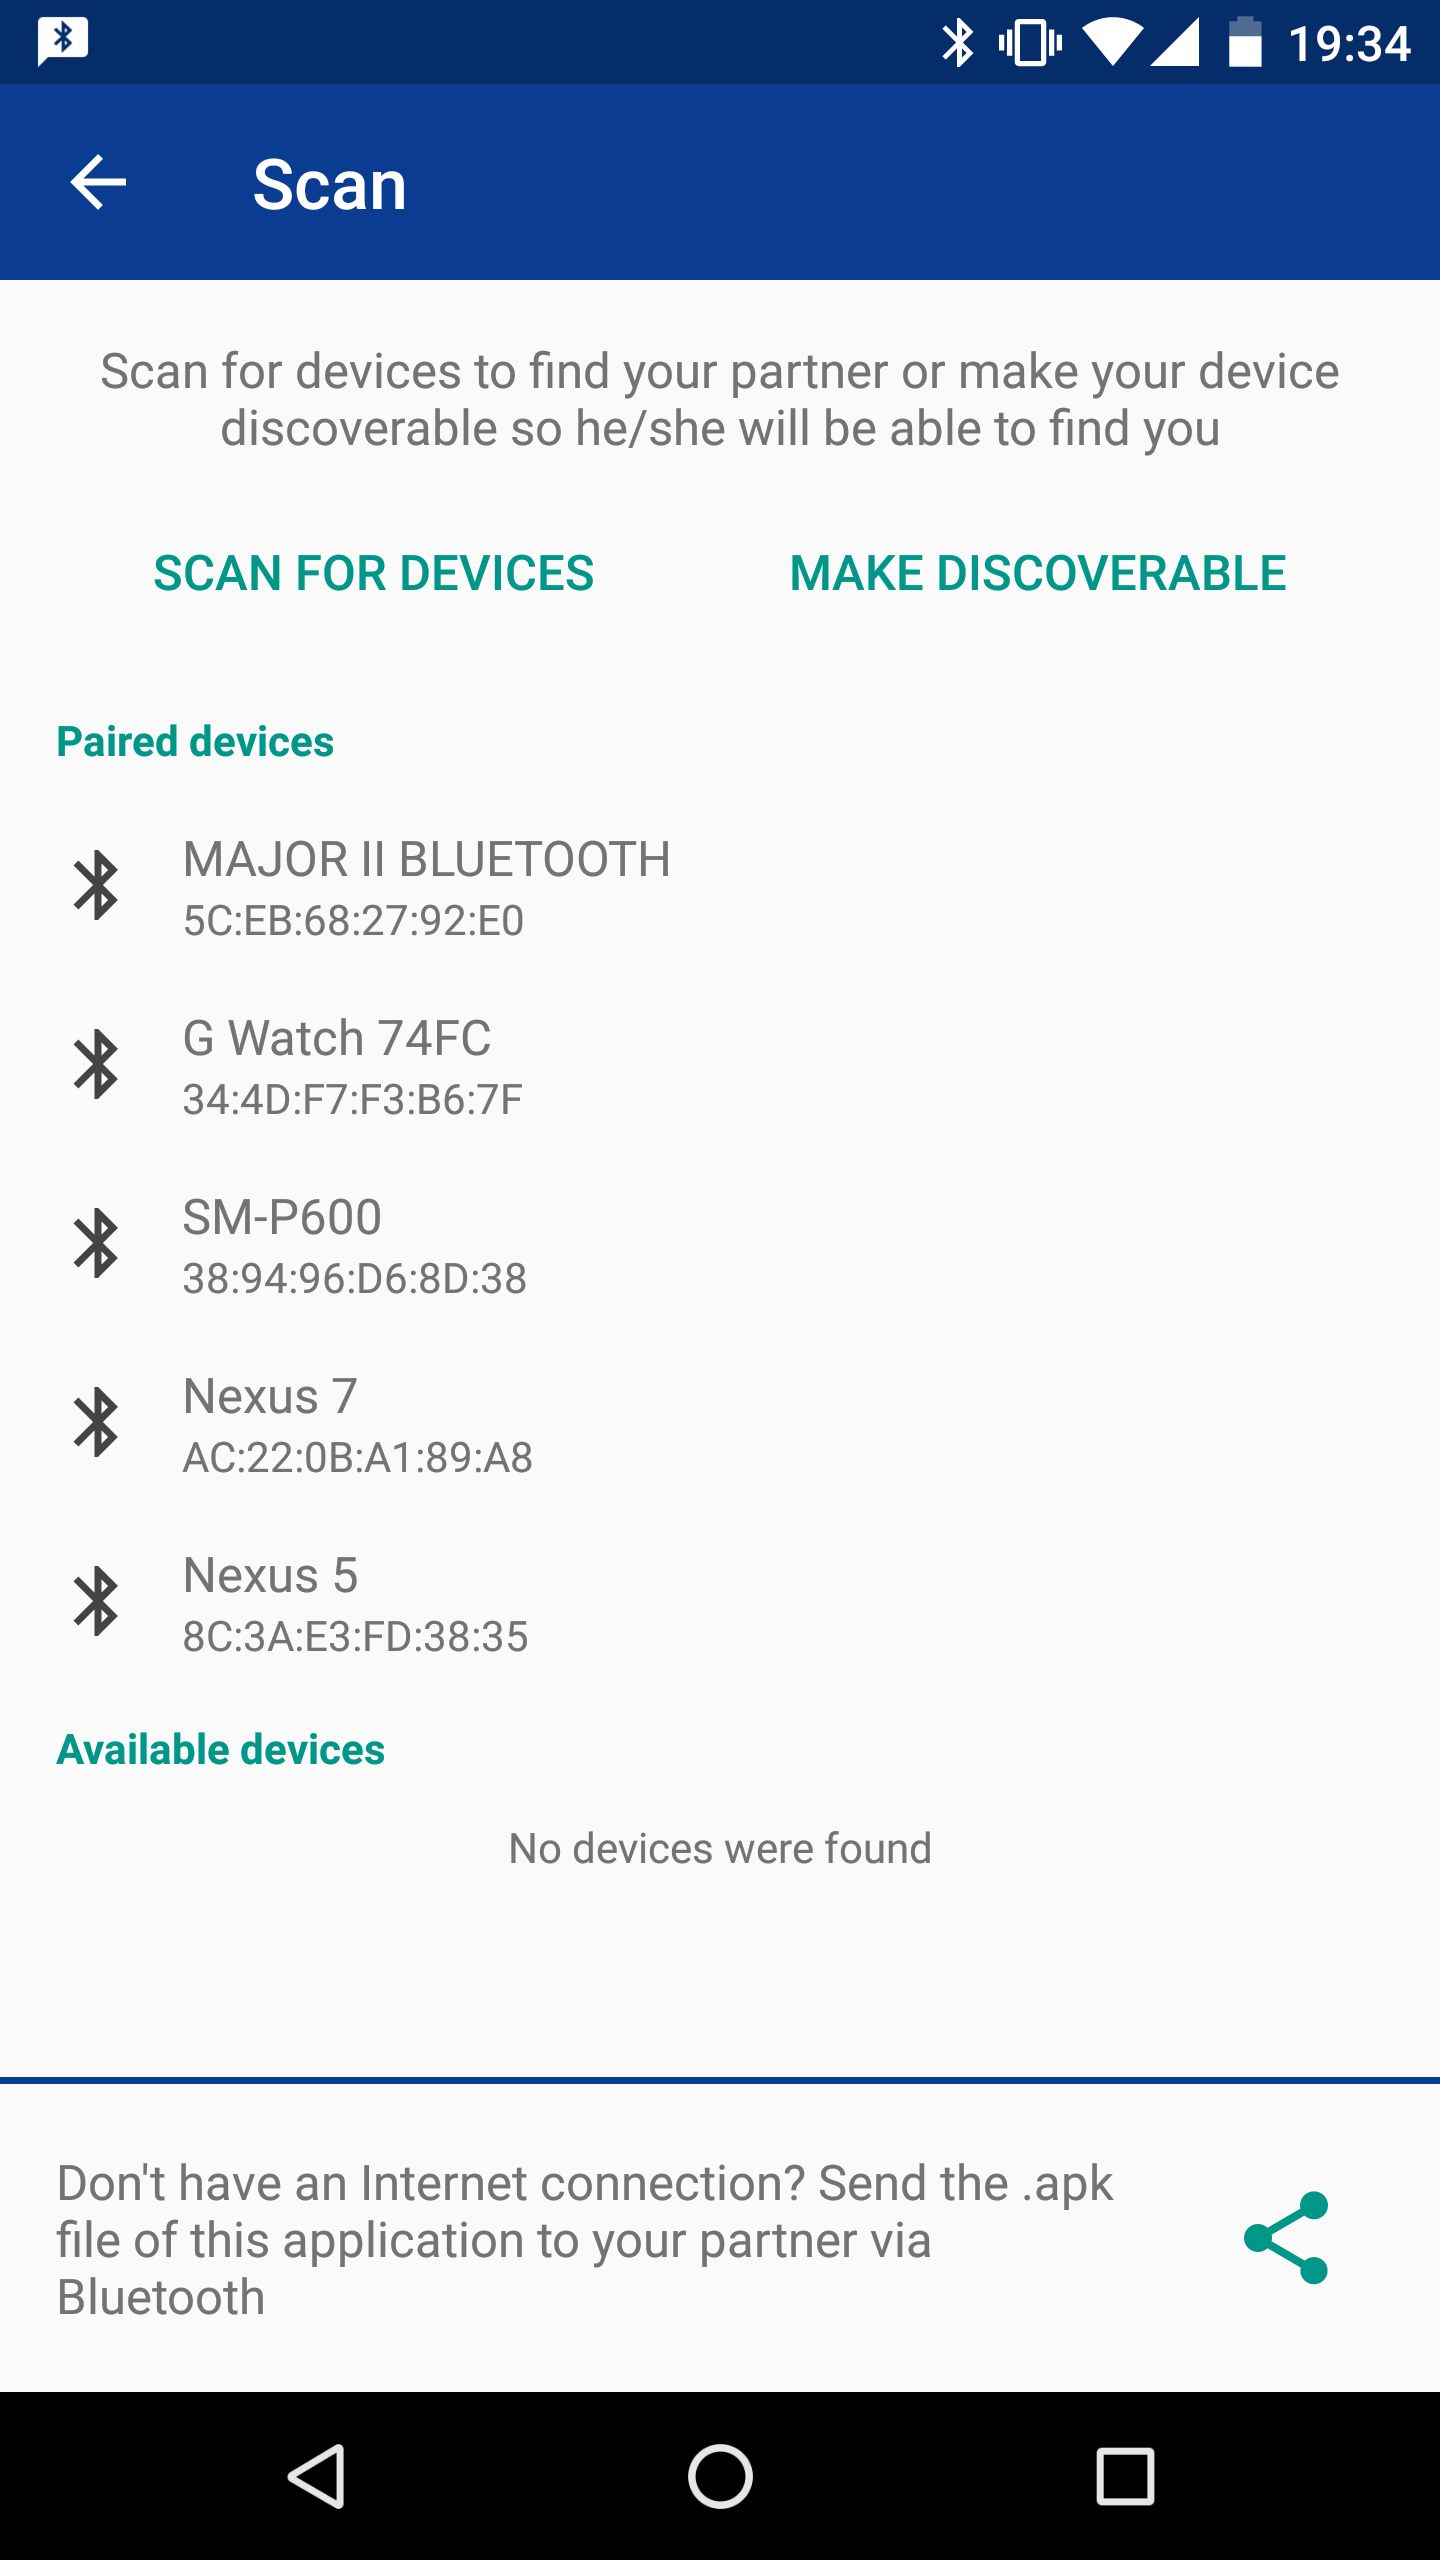 19:34
Scan
Scan for devices to find your partner or make your device
discoverable so he/she will be able to find you
SCAN FOR DEVICES
MAKE DISCOVERABLE
Paired devices
MAJOR II BLUETOOTH
5C:EB:68:27:92:E0
G Watch 74FC
34:4D:F7:F3:B6:7F
SM-P600
38:94:96:D6:8D:38
Nexus 7
AC:22:0B:A1:89:A8
Nexus 5
8C:3A:E3:FD:38:35
Available devices
No devices were found
Don't have an Internet connection? Send the .apk
file of this application to your partner via
Bluetooth